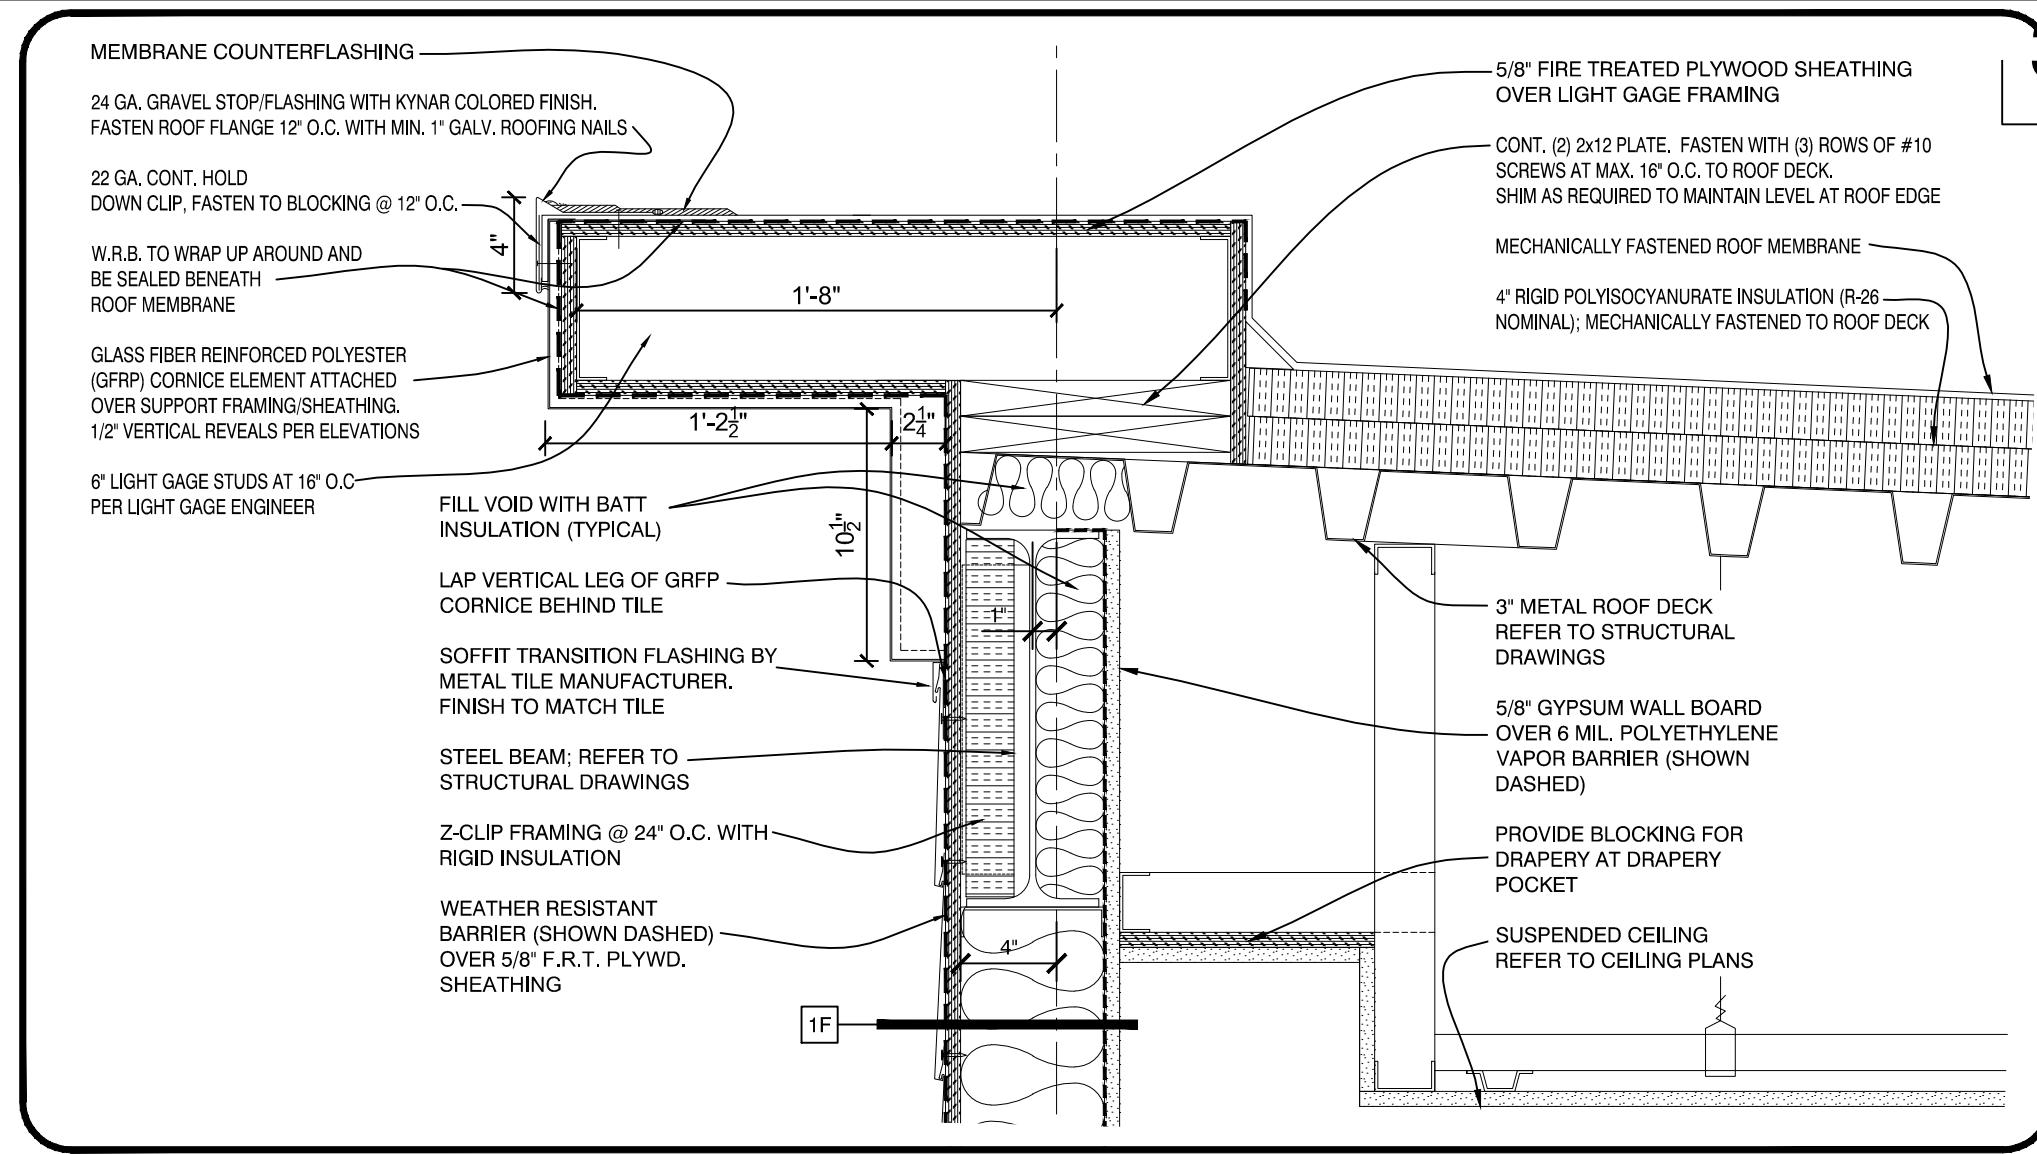 MEMBRANE COUNTERFLASHING
24 GA. GRAVEL STOP/FLASHING WITH KYNAR COLORED FINISH.
FASTEN ROOF FLANGE 12" O.C. WITH MIN. 1" GALV. ROOFING NAILS
22 GA. CONT. HOLD
DOWN CLIP, FASTEN TO BLOCKING @ 12" O.C.
W.R.B. TO WRAP UP AROUND AND
BE SEALED BENEATH
ROOF MEMBRANE
GLASS FIBER REINFORCED POLYESTER
(GFRP) CORNICE ELEMENT ATTACHED
OVER SUPPORT FRAMING/SHEATHING.
1/2" VERTICAL REVEALS PER ELEVATIONS
6" LIGHT GAGE STUDS AT 16" O.C
PER LIGHT GAGE ENGINEER
4"
1'-8"
1'-2 1/2"
2 1/4"
10 1/2"
FILL VOID WITH BATT
INSULATION (TYPICAL)
LAP VERTICAL LEG OF GRFP
CORNICE BEHIND TILE
SOFFIT TRANSITION FLASHING BY
METAL TILE MANUFACTURER.
FINISH TO MATCH TILE
STEEL BEAM; REFER TO
STRUCTURAL DRAWINGS
Z-CLIP FRAMING @ 24" O.C. WITH
RIGID INSULATION
WEATHER RESISTANT
BARRIER (SHOWN DASHED)
OVER 5/8" F.R.T. PLYWD.
SHEATHING
1"
4"
1F
5/8" FIRE TREATED PLYWOOD SHEATHING
OVER LIGHT GAGE FRAMING
CONT. (2) 2x12 PLATE. FASTEN WITH (3) ROWS OF #10
SCREWS AT MAX. 16" O.C. TO ROOF DECK.
SHIM AS REQUIRED TO MAINTAIN LEVEL AT ROOF EDGE
MECHANICALLY FASTENED ROOF MEMBRANE
4" RIGID POLYISOCYANURATE INSULATION (R-26
NOMINAL); MECHANICALLY FASTENED TO ROOF DECK
3" METAL ROOF DECK
REFER TO STRUCTURAL
DRAWINGS
5/8" GYPSUM WALL BOARD
OVER 6 MIL. POLYETHYLENE
VAPOR BARRIER (SHOWN
DASHED)
PROVIDE BLOCKING FOR
DRAPERY AT DRAPERY
POCKET
SUSPENDED CEILING
REFER TO CEILING PLANS